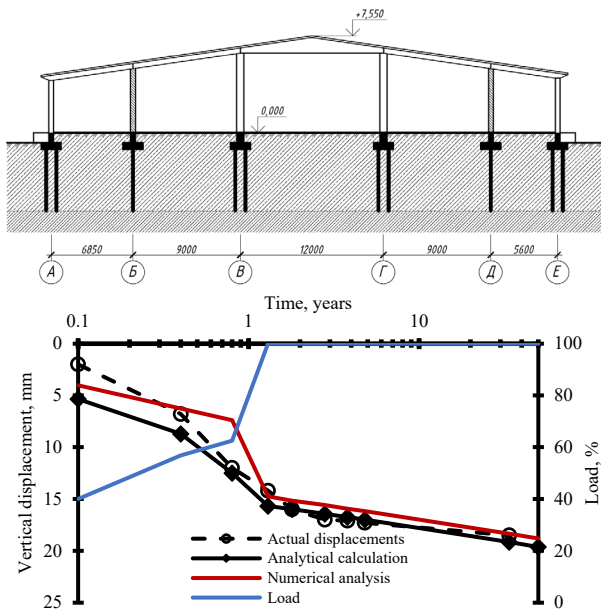 +7,550
0,000
6850 9000 12000 9000 5600
А Б В Г Д Е
Time, years
0.1 1 10
Vertical displacement, mm
0 5 10 15 20 25
Load, %
100 80 60 40 20 0
Actual displacements
Analytical calculation
Numerical analysis
Load